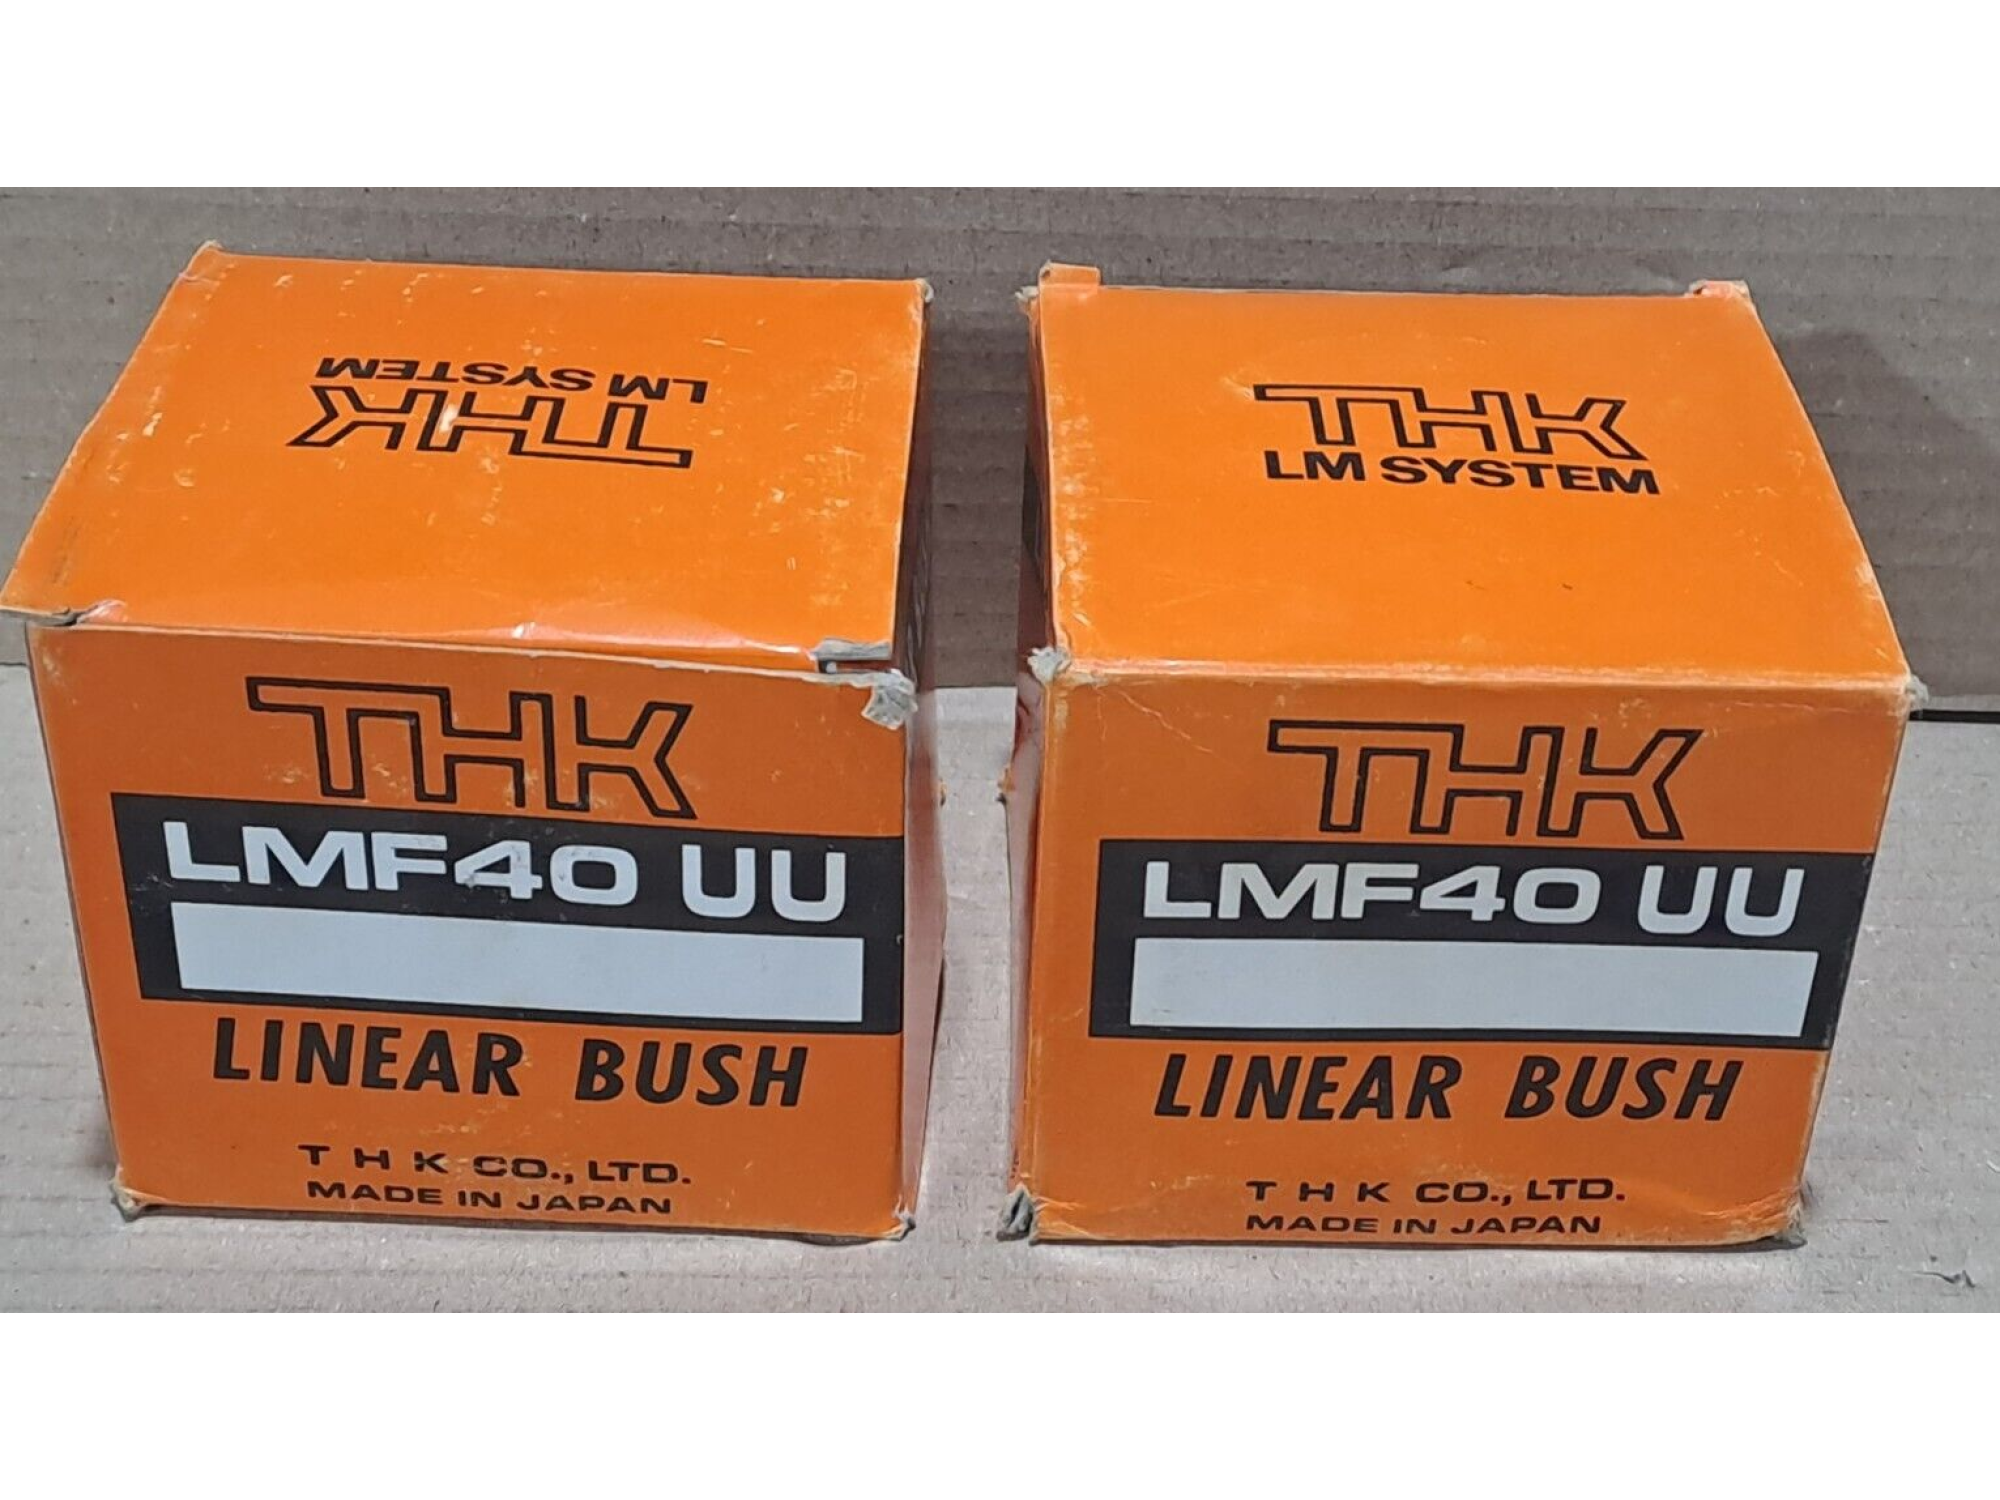 THK
LM SYSTEM
THK
LMF40 UU
LINEAR BUSH
T H K CO., LTD.
MADE IN JAPAN
THK
LM SYSTEM
THK
LMF40 UU
LINEAR BUSH
T H K CO., LTD.
MADE IN JAPAN